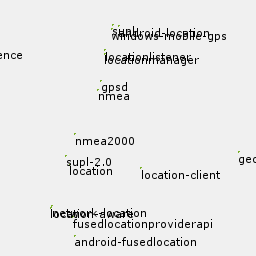 supl
android-location
windows-mobile-gps
locationlistener
locationmanager
ence
gpsd
nmea
nmea2000
supl-2.0
location
location-client
geo
network-location
location-aware
fusedlocationproviderapi
android-fusedlocation